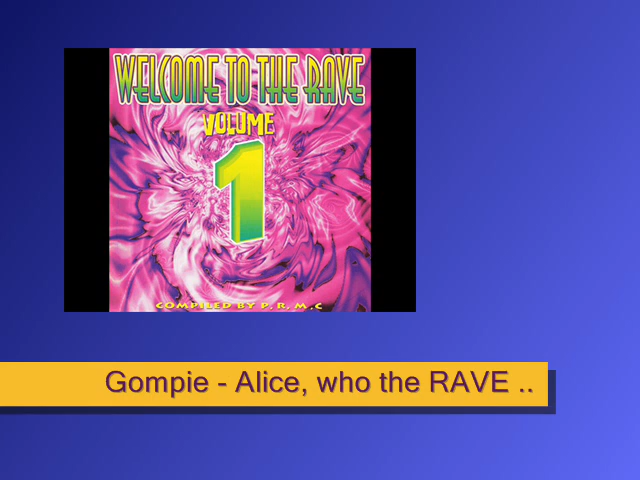 WELCOME TO THE RAVE
VOLUME
1
COMPILED BY P.R.M.C
Gompie - Alice, who the RAVE ..